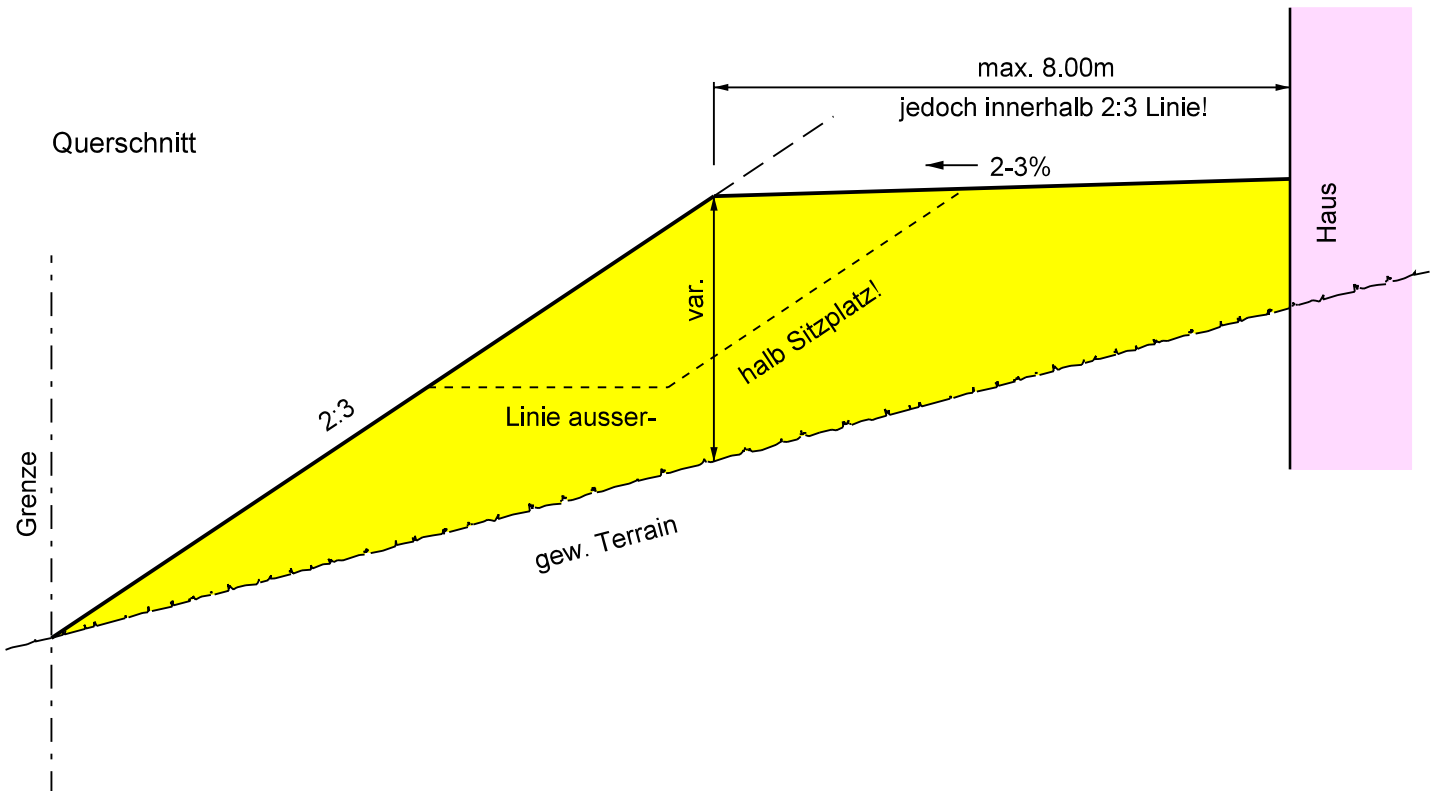 max. 8.00m
jedoch innerhalb 2:3 Linie!
Querschnitt
2-3%
Haus
var.
halb Sitzplatz!
2:3
Linie ausser-
Grenze
gew. Terrain